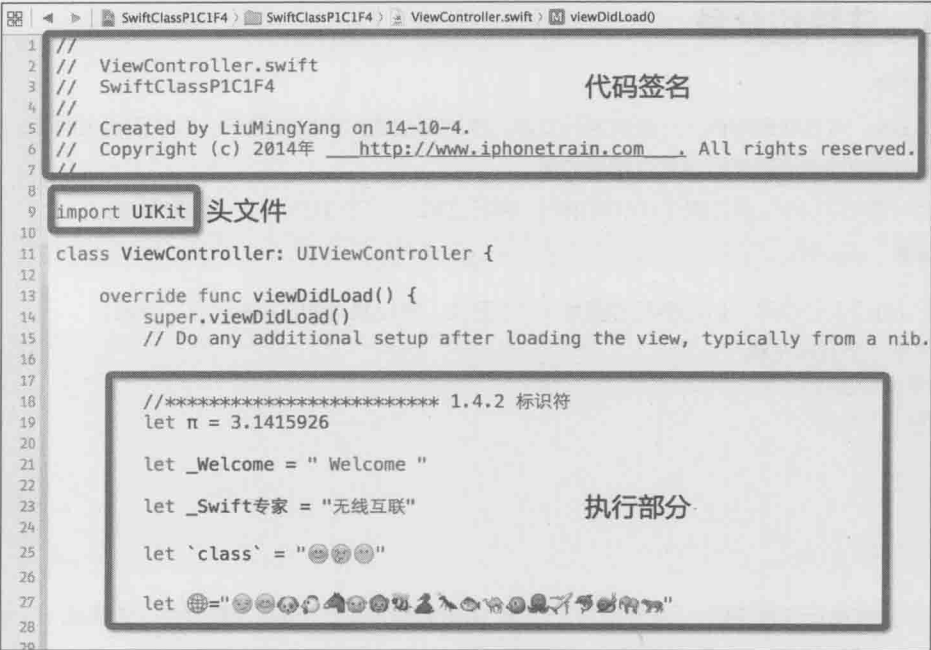 SwiftClassP1C1F4 〉 SwiftClassP1C1F4 〉 ViewController.swift 〉 M viewDidLoad()
1 //
2 // ViewController.swift
3 // SwiftClassP1C1F4
4 //
5 // Created by LiuMingYang on 14-10-4.
6 // Copyright (c) 2014年 ___http://www.iphonetrain.com___. All rights reserved.
7 //
代码签名
8
9 import UIKit 头文件
10
11 class ViewController: UIViewController {
12
13 override func viewDidLoad() {
14 super.viewDidLoad()
15 // Do any additional setup after loading the view, typically from a nib.
16
17
18 //************************* 1.4.2 标识符
19 let π = 3.1415926
20
21 let _Welcome = " Welcome "
22
23 let _Swift专家 = "无线互联"
执行部分
24
25 let `class` = ""
26
27 let 🌐=""
28
29